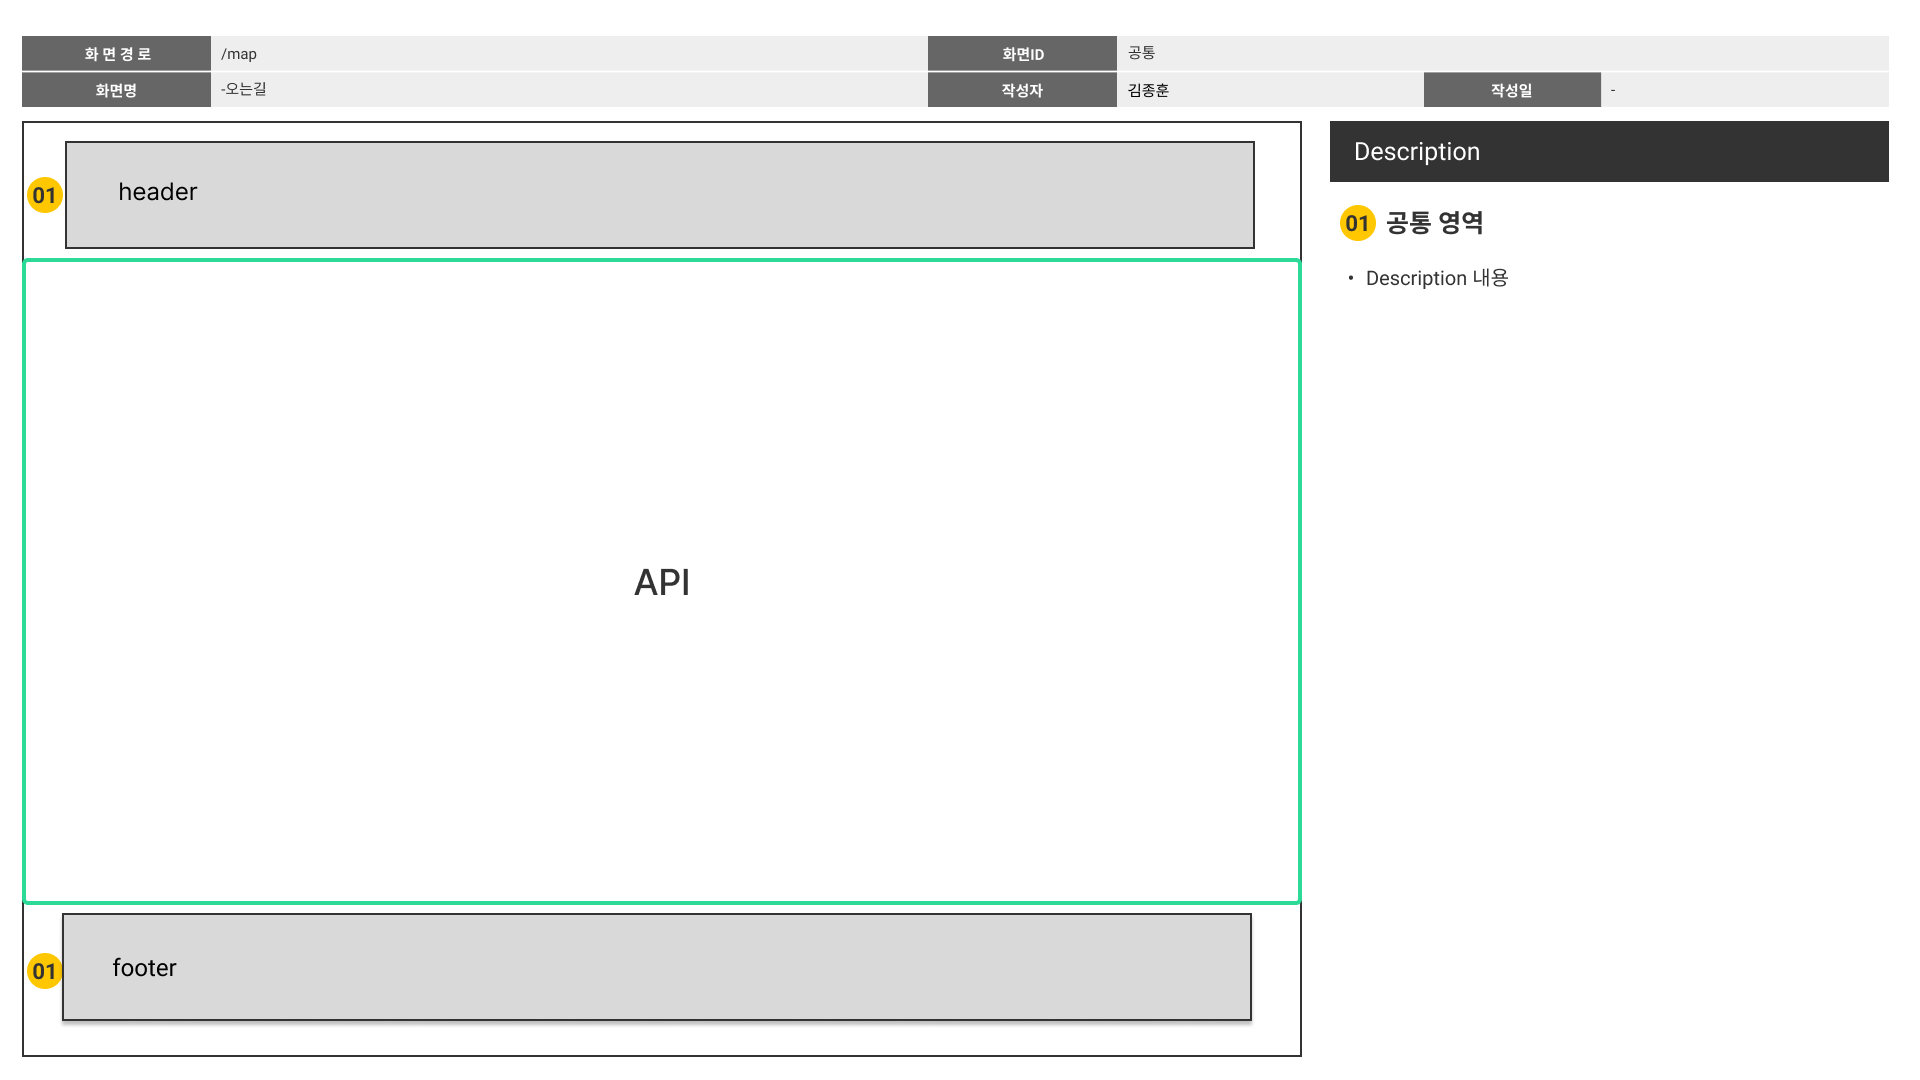 화 면 경 로 /map 화면ID 공통
화면명 -오는길 작성자 김종훈 작성일 -
Description
01 header
01 공통 영역
• Description 내용
API
01 footer